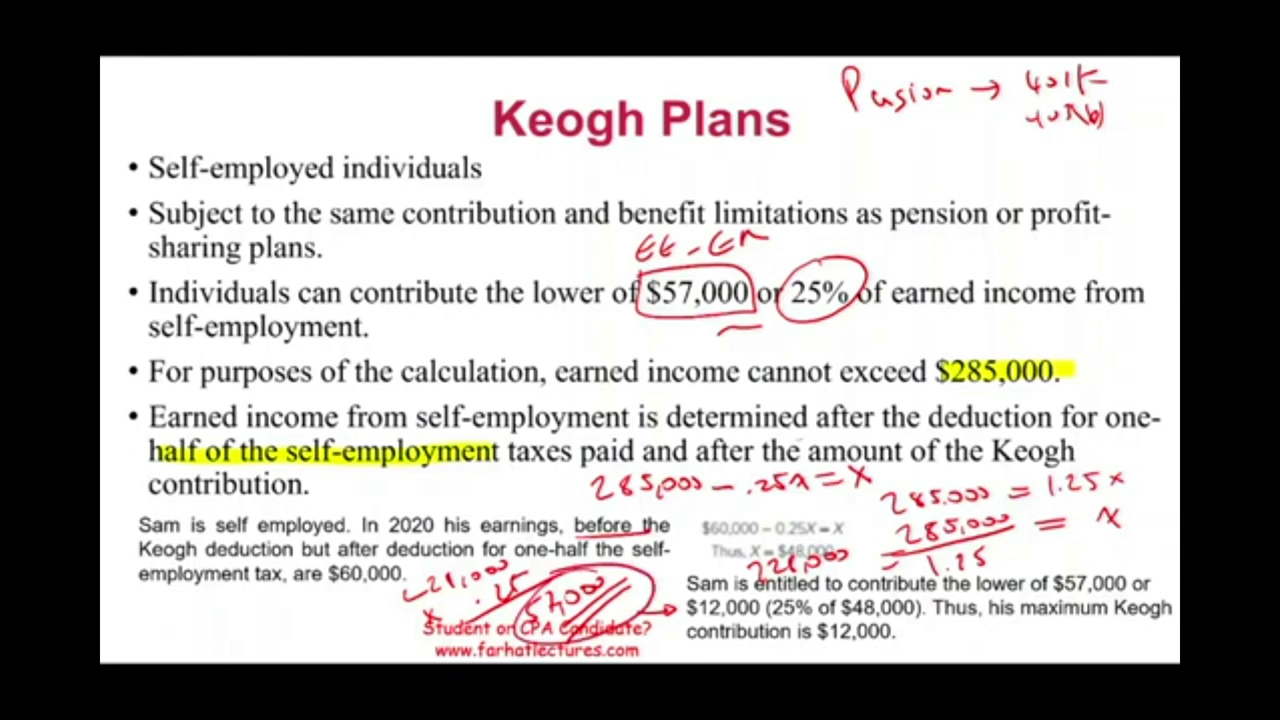 Pension → 401K
403(b)
Keogh Plans
• Self-employed individuals
• Subject to the same contribution and benefit limitations as pension or profit-
sharing plans.
EE - ER
• Individuals can contribute the lower of $57,000 or 25% of earned income from
self-employment.
• For purposes of the calculation, earned income cannot exceed $285,000.
• Earned income from self-employment is determined after the deduction for one-
half of the self-employment taxes paid and after the amount of the Keogh
contribution.
285,000 - .25x = X
285.000 = 1.25x
285,000 = x
1.25
Sam is self employed. In 2020 his earnings, before the
Keogh deduction but after deduction for one-half the self-
employment tax, are $60,000.
$60,000 – 0.25X = X
Thus, X = $48,000
228,000
x .25
57,000
Sam is entitled to contribute the lower of $57,000 or
$12,000 (25% of $48,000). Thus, his maximum Keogh
contribution is $12,000.
Student or CPA Candidate?
www.farhatlectures.com